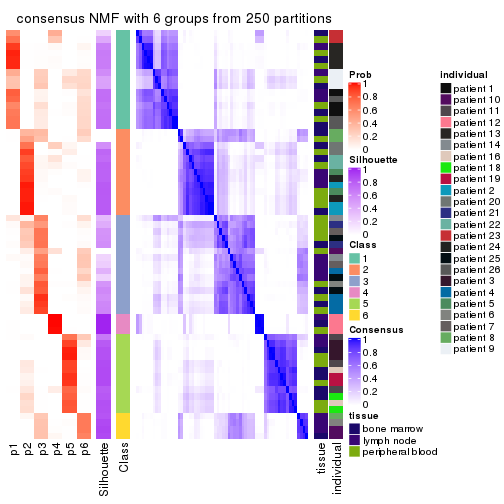 consensus NMF with 6 groups from 250 partitions
p1
p2
p3
p4
p5
p6
Silhouette
Class
tissue
individual
Prob
1
0.8
0.6
0.4
0.2
0
Silhouette
1
0.8
0.6
0.4
0.2
0
Class
1
2
3
4
5
6
Consensus
1
0.8
0.6
0.4
0.2
0
tissue
bone marrow
lymph node
peripheral blood
individual
patient 1
patient 10
patient 11
patient 12
patient 13
patient 14
patient 16
patient 18
patient 19
patient 2
patient 20
patient 21
patient 22
patient 23
patient 24
patient 25
patient 26
patient 3
patient 4
patient 5
patient 6
patient 7
patient 8
patient 9